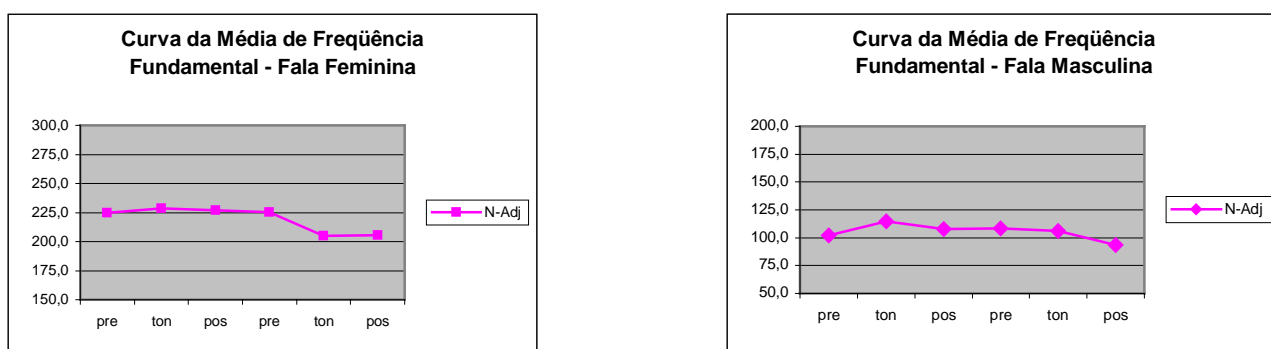 Curva da Média de Freqüência
Fundamental - Fala Feminina
300,0
275,0
250,0
225,0
200,0
175,0
150,0
pre ton pos pre ton pos
N-Adj
Curva da Média de Freqüência
Fundamental - Fala Masculina
200,0
175,0
150,0
125,0
100,0
75,0
50,0
pre ton pos pre ton pos
N-Adj